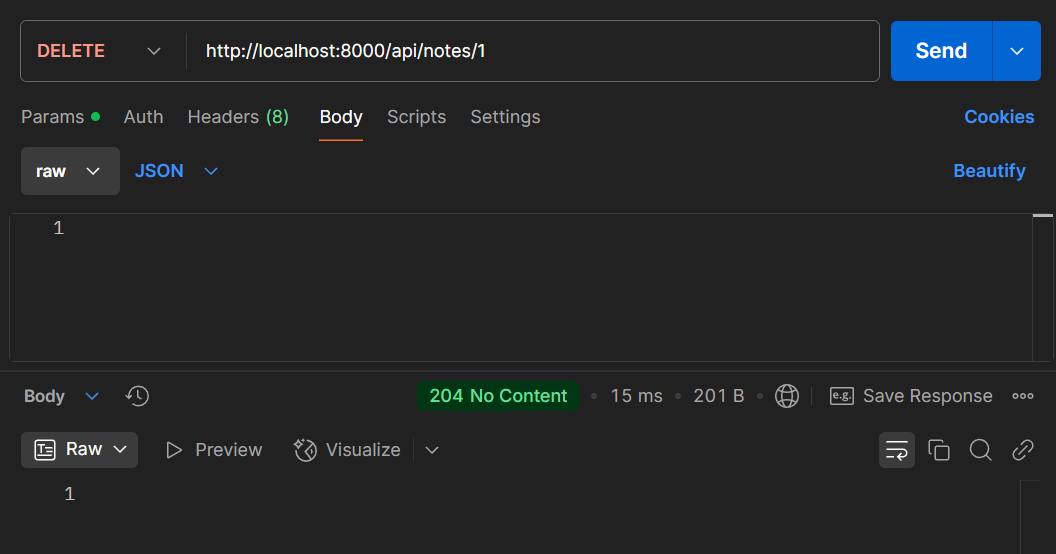 DELETE http://localhost:8000/api/notes/1 Send
Params Auth Headers (8) Body Scripts Settings Cookies
raw JSON Beautify
1
Body 204 No Content 15 ms 201 B e.g. Save Response
Raw Preview Visualize
1